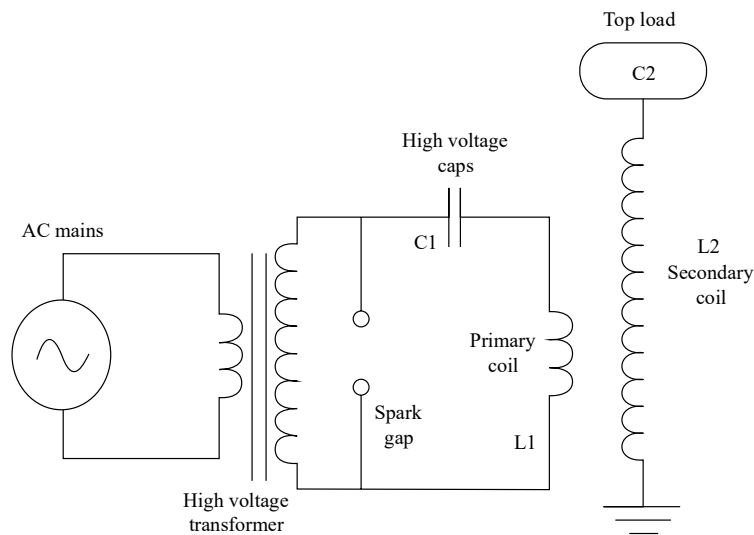 Top load
C2
High voltage
caps
C1
AC mains
L2
Secondary
coil
Primary
coil
Spark
gap
L1
High voltage
transformer